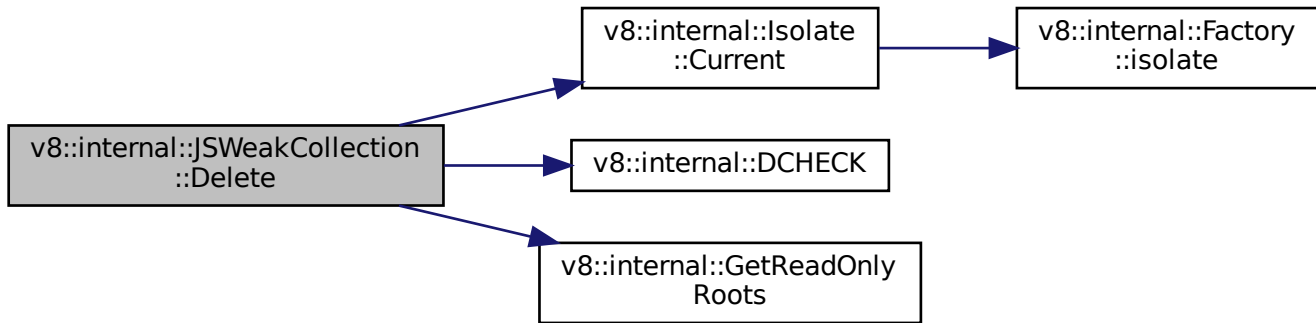 v8::internal::JSWeakCollection
::Delete
v8::internal::Isolate
::Current
v8::internal::Factory
::isolate
v8::internal::DCHECK
v8::internal::GetReadOnly
Roots